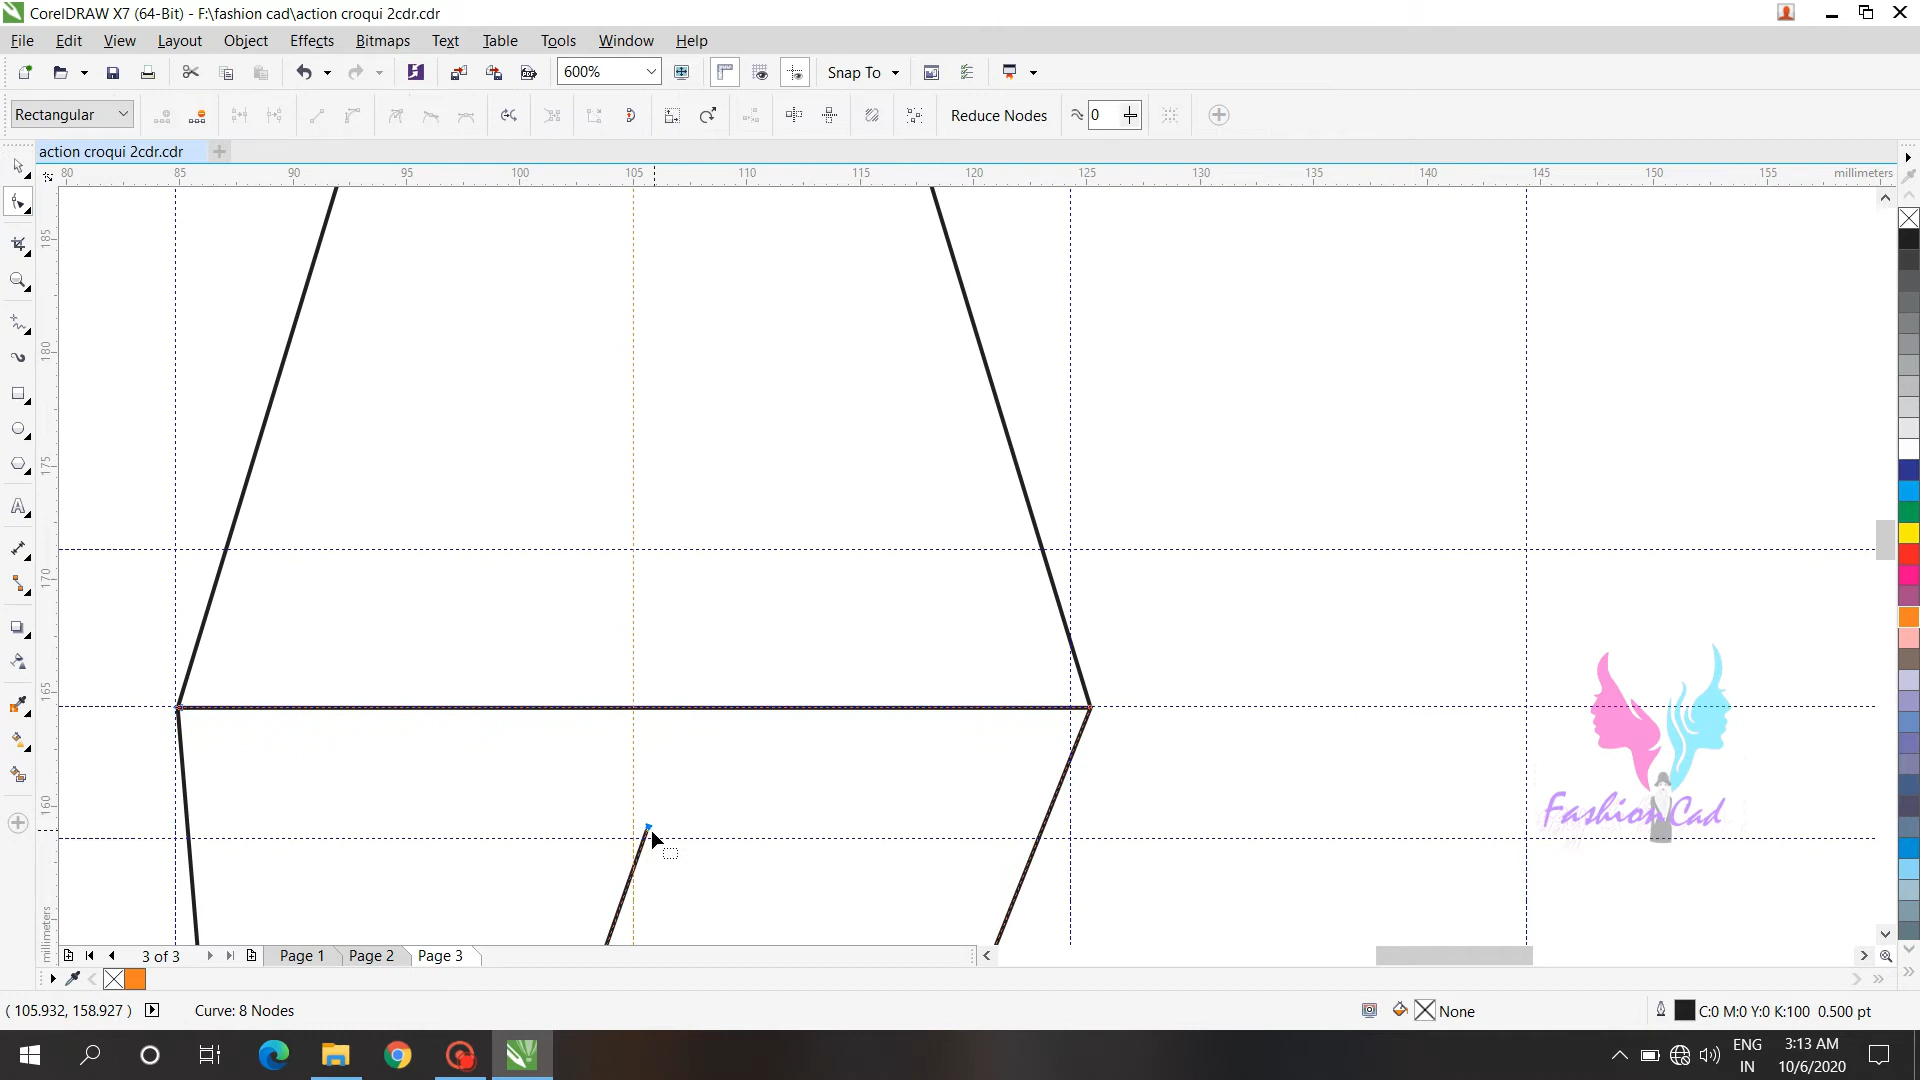 CorelDRAW X7 (64-Bit) - F:\fashion cad\action croqui 2cdr.cdr
File Edit View Layout Object Effects Bitmaps Text Table Tools Window Help
600% Snap To
Rectangular Reduce Nodes 0
action croqui 2cdr.cdr
80 85 90 95 100 105 110 115 120 125 130 135 140 145 150 155 millimeters
185
180
175
170
165
160
millimeters
FashionCad
3 of 3 Page 1 Page 2 Page 3
( 105.932, 158.927 ) Curve: 8 Nodes None C:0 M:0 Y:0 K:100 0.500 pt
ENG 3:13 AM
IN 10/6/2020